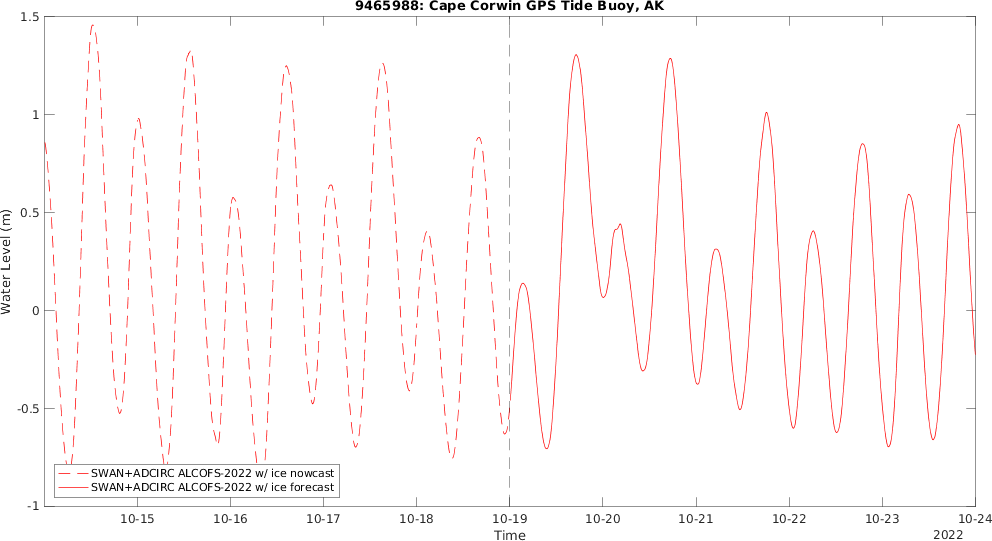 9465988: Cape Corwin GPS Tide Buoy, AK
Water Level (m)
1.5
1
0.5
0
-0.5
-1
SWAN+ADCIRC ALCOFS-2022 w/ ice nowcast
SWAN+ADCIRC ALCOFS-2022 w/ ice forecast
10-15 10-16 10-17 10-18 10-19 10-20 10-21 10-22 10-23 10-24
Time
2022